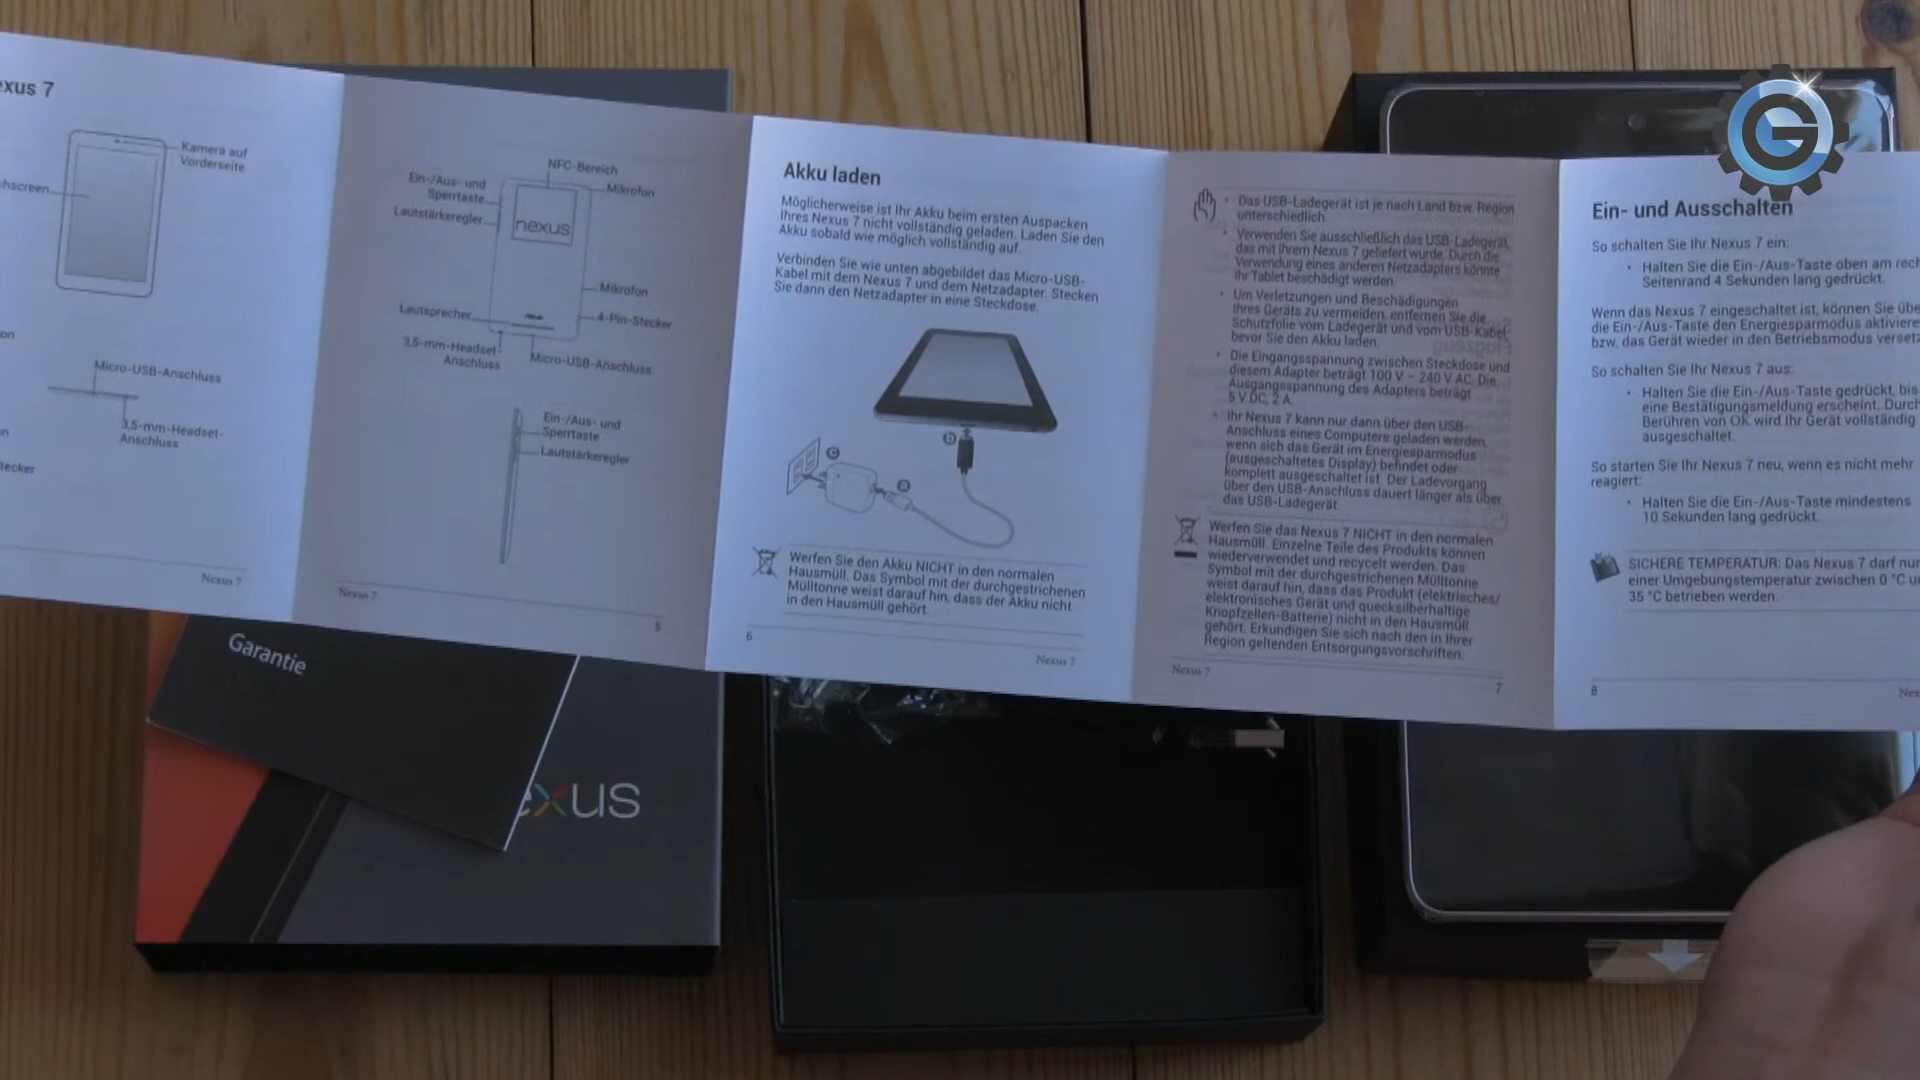 Nexus 7
Kamera auf
Vorderseite
Micro-USB-Anschluss
3,5-mm-Headset-
Anschluss
Nexus 7
NFC-Bereich
Ein-/Aus- und
Sperrtaste
Mikrofon
Lautstärkeregler
nexus
Mikrofon
Lautsprecher
ASUS
4-Pin-Stecker
3,5-mm-Headset-
Anschluss
Micro-USB-Anschluss
Ein-/Aus- und
Sperrtaste
Lautstärkeregler
Nexus 7
5
Akku laden
Möglicherweise ist Ihr Akku beim ersten Auspacken
Ihres Nexus 7 nicht vollständig geladen. Laden Sie den
Akku sobald wie möglich vollständig auf.
Verbinden Sie wie unten abgebildet das Micro-USB-
Kabel mit dem Nexus 7 und dem Netzadapter. Stecken
Sie dann den Netzadapter in eine Steckdose.
b
c
a
Werfen Sie den Akku NICHT in den normalen
Hausmüll. Das Symbol mit der durchgestrichenen
Mülltonne weist darauf hin, dass der Akku nicht
in den Hausmüll gehört.
6
Nexus 7
• Das USB-Ladegerät ist je nach Land bzw. Region
unterschiedlich.
• Verwenden Sie ausschließlich das USB-Ladegerät,
das mit Ihrem Nexus 7 geliefert wurde. Durch die
Verwendung eines anderen Netzadapters könnte
Ihr Tablet beschädigt werden.
• Um Verletzungen und Beschädigungen
Ihres Geräts zu vermeiden, entfernen Sie die
Schutzfolie vom Ladegerät und vom USB-Kabel,
bevor Sie den Akku laden.
• Die Eingangsspannung zwischen Steckdose und
diesem Adapter beträgt 100 V – 240 V AC. Die
Ausgangsspannung des Adapters beträgt
5 V DC, 2 A.
• Ihr Nexus 7 kann nur dann über den USB-
Anschluss eines Computers geladen werden,
wenn sich das Gerät im Energiesparmodus
(ausgeschaltetes Display) befindet oder
komplett ausgeschaltet ist. Der Ladevorgang
über den USB-Anschluss dauert länger als über
das USB-Ladegerät.
Werfen Sie das Nexus 7 NICHT in den normalen
Hausmüll. Einzelne Teile des Produkts können
wiederverwendet und recycelt werden. Das
Symbol mit der durchgestrichenen Mülltonne
weist darauf hin, dass das Produkt (elektrisches/
elektronisches Gerät und quecksilberhaltige
Knopfzellen-Batterie) nicht in den Hausmüll
gehört. Erkundigen Sie sich nach den in Ihrer
Region geltenden Entsorgungsvorschriften.
Nexus 7
7
Ein- und Ausschalten
So schalten Sie Ihr Nexus 7 ein:
• Halten Sie die Ein-/Aus-Taste oben am
Seitenrand 4 Sekunden lang gedrückt.
Wenn das Nexus 7 eingeschaltet ist, können Sie
die Ein-/Aus-Taste den Energiesparmodus
bzw. das Gerät wieder in den Betriebsmodus
So schalten Sie Ihr Nexus 7 aus:
• Halten Sie die Ein-/Aus-Taste gedrückt, bis
eine Bestätigungsmeldung erscheint. Durch
Berühren von OK wird Ihr Gerät vollständig
ausgeschaltet.
So starten Sie Ihr Nexus 7 neu, wenn es nicht mehr
reagiert:
• Halten Sie die Ein-/Aus-Taste mindestens
10 Sekunden lang gedrückt.
SICHERE TEMPERATUR: Das Nexus 7 darf nur
einer Umgebungstemperatur zwischen 0 °C
35 °C betrieben werden.
8
G
Garantie
exus